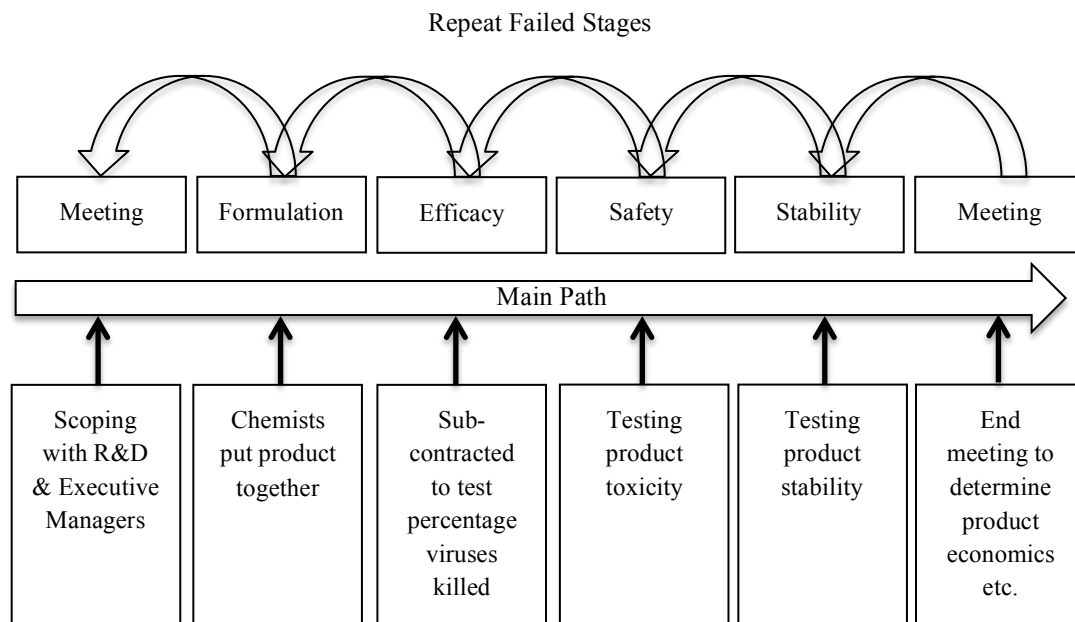 Repeat Failed Stages
Meeting
Formulation
Efficacy
Safety
Stability
Meeting
Main Path
Scoping
with R&D
& Executive
Managers
Chemists
put product
together
Sub-
contracted
to test
percentage
viruses
killed
Testing
product
toxicity
Testing
product
stability
End
meeting to
determine
product
economics
etc.